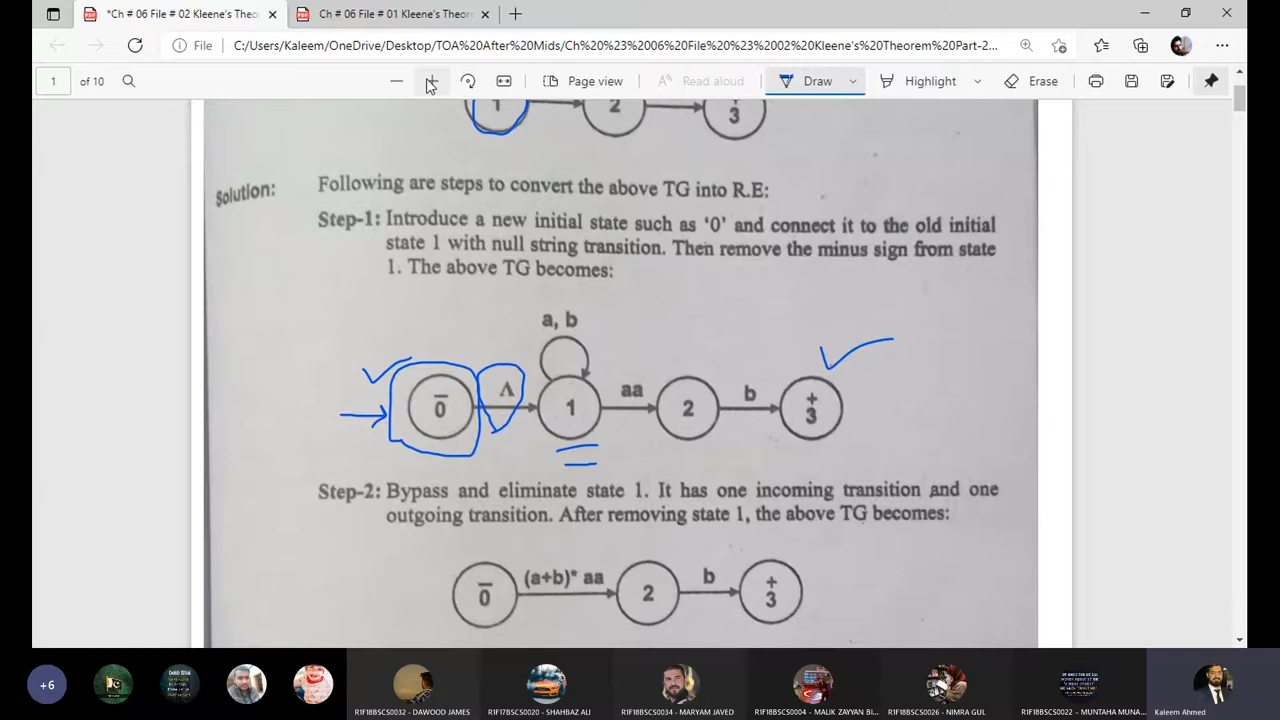 *Ch # 06 File # 02 Kleene's Theo
Ch # 06 File # 01 Kleene's Theorem
File
C:/Users/Kaleem/OneDrive/Desktop/TOA%20After%20Mids/Ch%20%23%2006%20File%20%23%2002%20Kleene's%20Theorem%20Part-2...
1 of 10
Page view
Read aloud
Draw
Highlight
Erase
1 2 + 3
Solution: Following are steps to convert the above TG into R.E:
Step-1: Introduce a new initial state such as '0' and connect it to the old initial
state 1 with null string transition. Then remove the minus sign from state
1. The above TG becomes:
a, b
Λ aa b
− 0 1 2 + 3
Step-2: Bypass and eliminate state 1. It has one incoming transition and one
outgoing transition. After removing state 1, the above TG becomes:
(a+b)* aa b
− 0 2 + 3
+6
R1F18BSCS0032 - DAWOOD JAMES
R1F17BSCS0020 - SHAHBAZ ALI
R1F18BSCS0034 - MARYAM JAVED
R1F18BSCS0004 - MALIK ZAYYAN BI...
R1F18BSCS0026 - NIMRA GUL
R1F18BSCS0022 - MUNTAHA MUNA...
Kaleem Ahmed